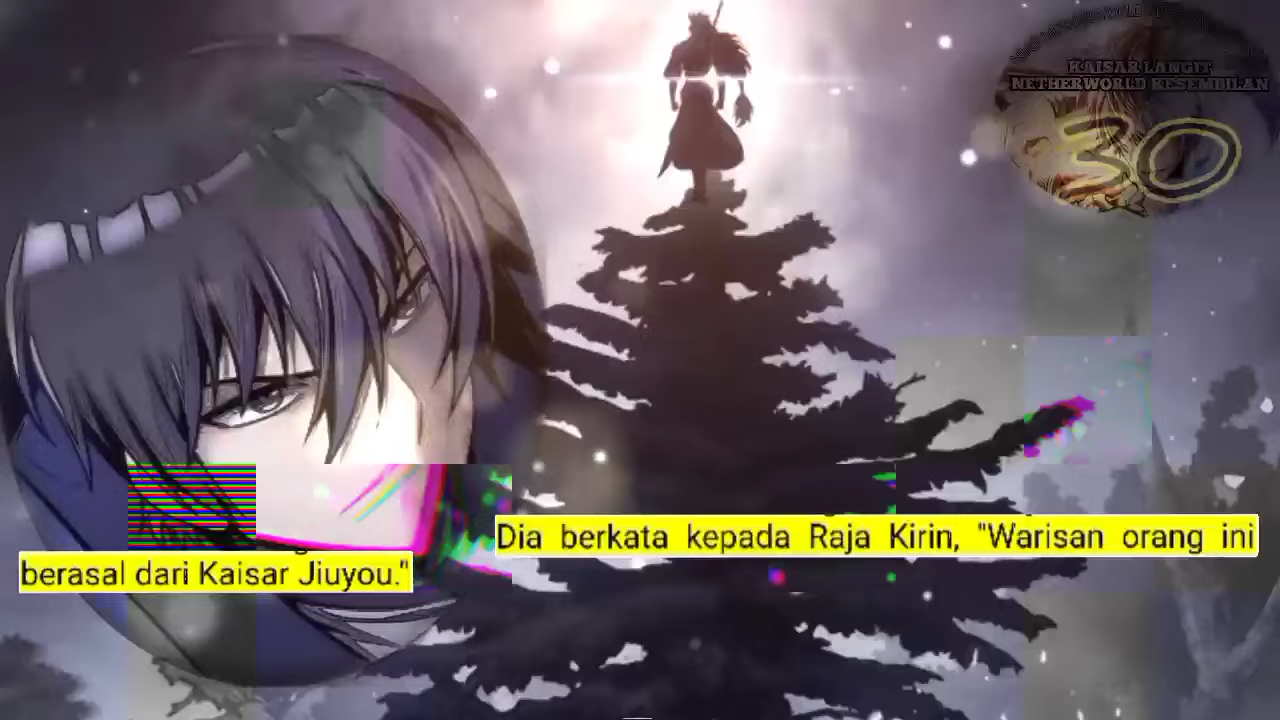 KAISAR LANGIT
NETHERWORLD KESEMBILAN
30
Dia berkata kepada Raja Kirin, "Warisan orang ini
berasal dari Kaisar Jiuyou."